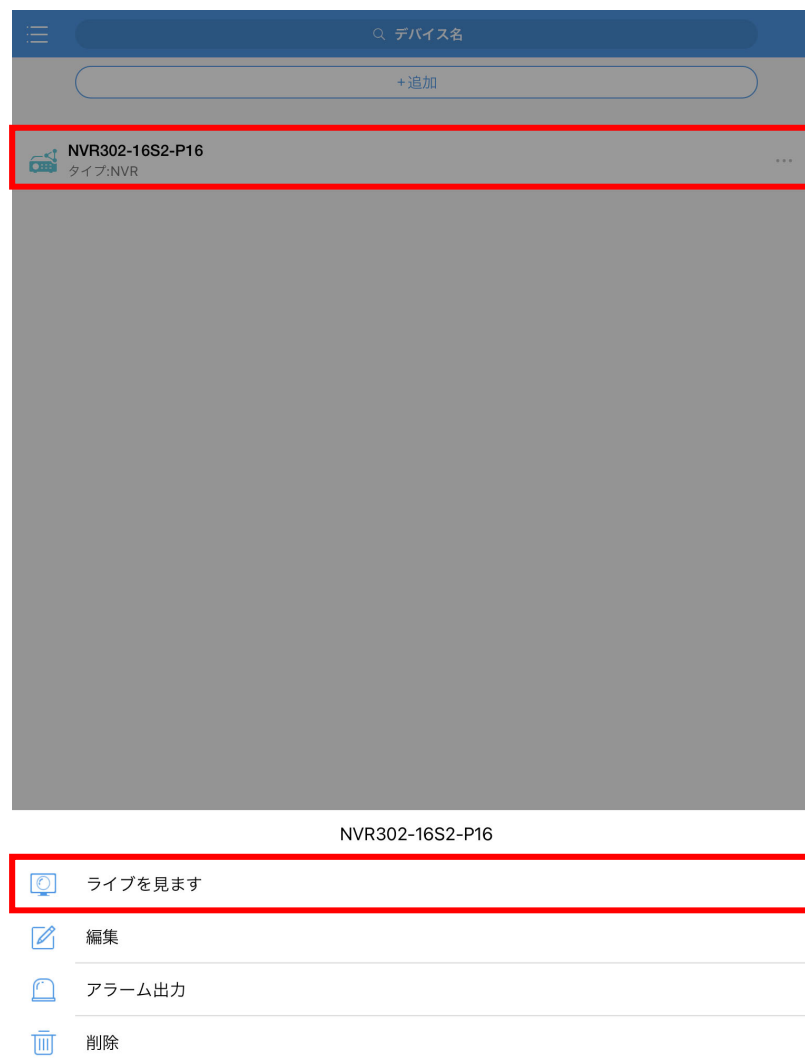 デバイス名
+追加
NVR302-16S2-P16
タイプ:NVR
NVR302-16S2-P16
ライブを見ます
編集
アラーム出力
削除